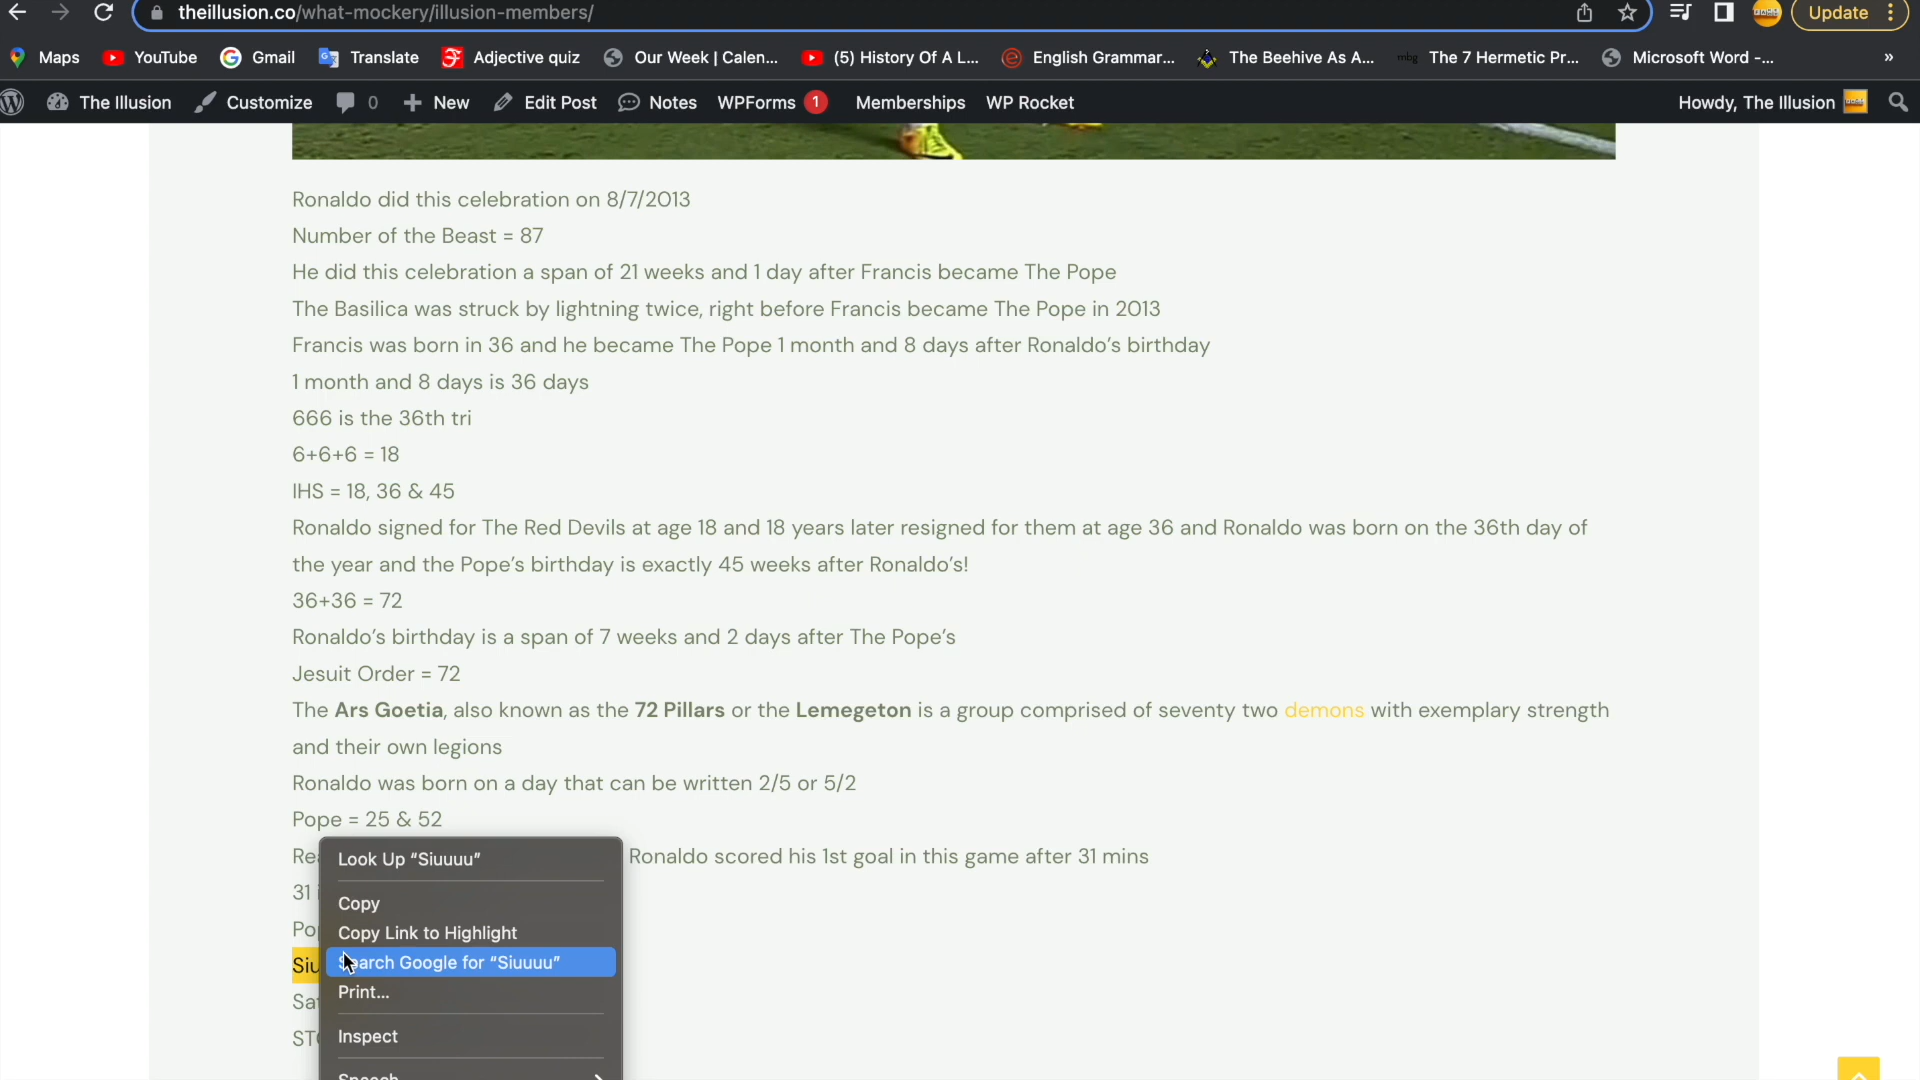 theillusion.co/what-mockery/illusion-members/
Update
Maps YouTube Gmail Translate Adjective quiz Our Week | Calen... (5) History Of A L... English Grammar... The Beehive As A... The 7 Hermetic Pr... Microsoft Word -... »
The Illusion Customize 0 New Edit Post Notes WPForms 1 Memberships WP Rocket Howdy, The Illusion
Ronaldo did this celebration on 8/7/2013
Number of the Beast = 87
He did this celebration a span of 21 weeks and 1 day after Francis became The Pope
The Basilica was struck by lightning twice, right before Francis became The Pope in 2013
Francis was born in 36 and he became The Pope 1 month and 8 days after Ronaldo's birthday
1 month and 8 days is 36 days
666 is the 36th tri
6+6+6 = 18
IHS = 18, 36 & 45
Ronaldo signed for The Red Devils at age 18 and 18 years later resigned for them at age 36 and Ronaldo was born on the 36th day of
the year and the Pope's birthday is exactly 45 weeks after Ronaldo's!
36+36 = 72
Ronaldo's birthday is a span of 7 weeks and 2 days after The Pope's
Jesuit Order = 72
The Ars Goetia, also known as the 72 Pillars or the Lemegeton is a group comprised of seventy two demons with exemplary strength
and their own legions
Ronaldo was born on a day that can be written 2/5 or 5/2
Pope = 25 & 52
Ronaldo scored his 1st goal in this game after 31 mins
31
Look Up “Siuuuu”
Copy
Copy Link to Highlight
Search Google for “Siuuuu”
Print...
Inspect
Speech